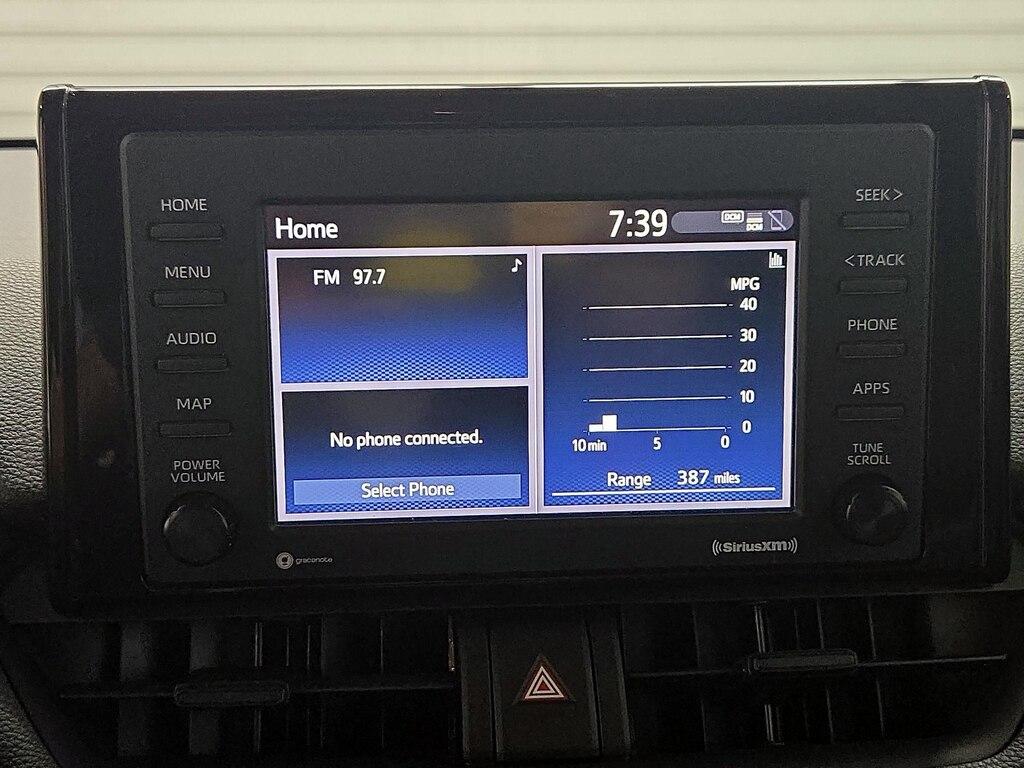 HOME
MENU
AUDIO
MAP
POWER
VOLUME
Home
7:39
DCM
DCM
FM 97.7
No phone connected.
Select Phone
MPG
40
30
20
10
0
10 min 5 0
Range 387 miles
SEEK >
< TRACK
PHONE
APPS
TUNE
SCROLL
gracenote
((SiriusXM))